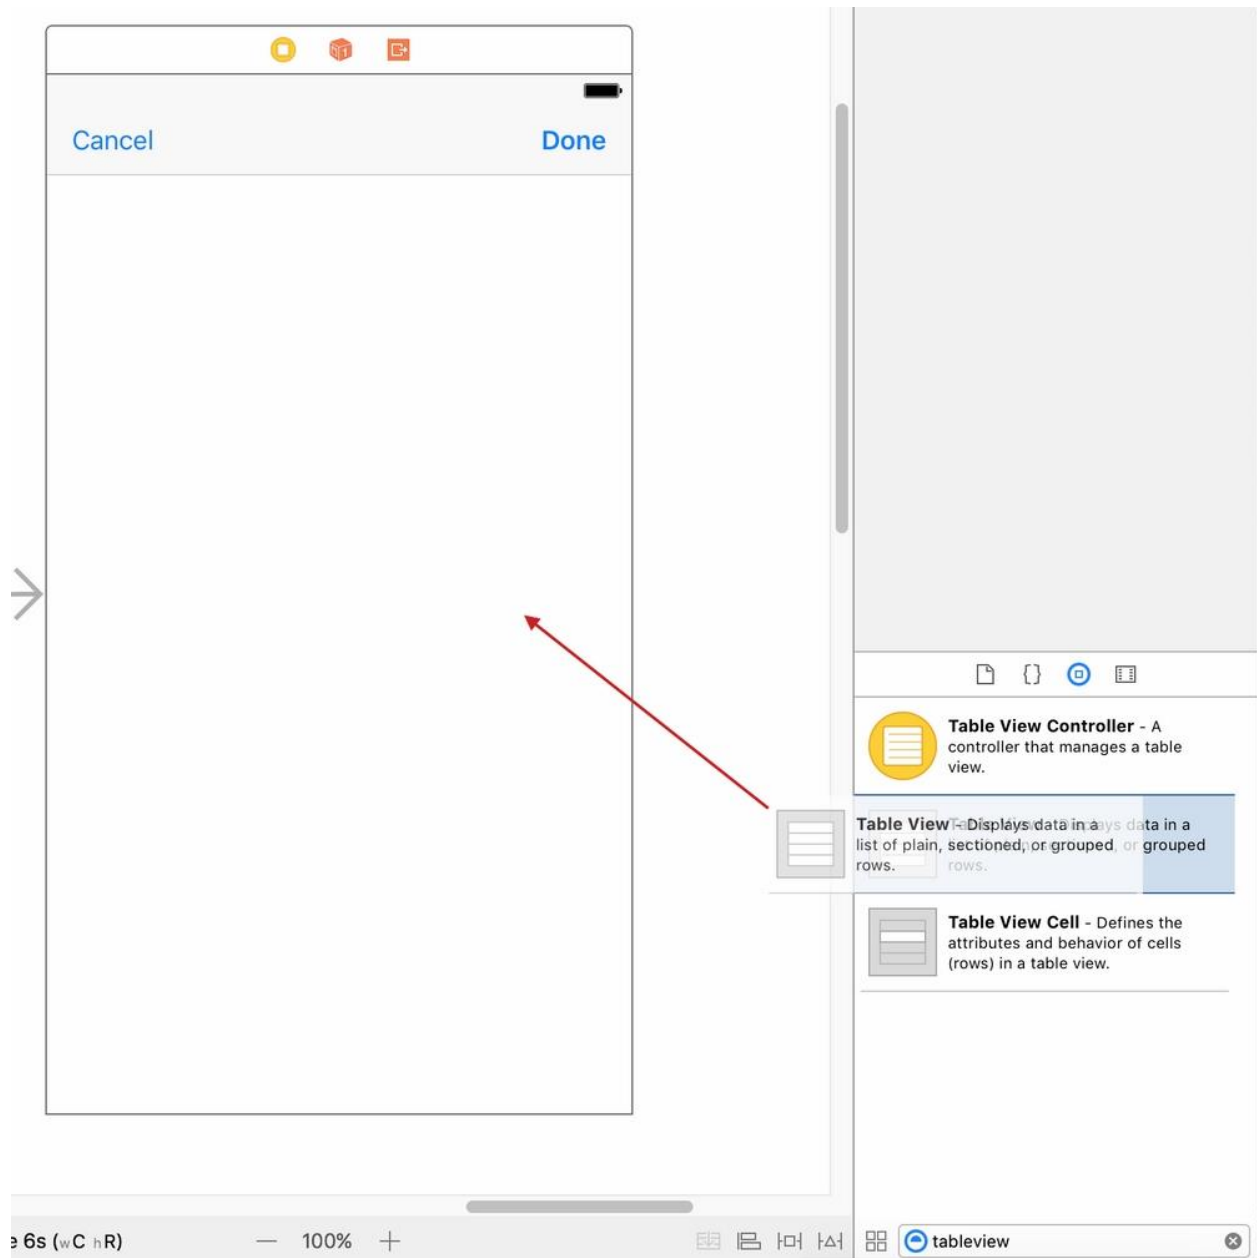 Cancel
Done
Table View Controller - A
controller that manages a table
view.
Table View - Displays data in a
list of plain, sectioned, or grouped
rows.
Table View Cell - Defines the
attributes and behavior of cells
(rows) in a table view.
e 6s (wC hR)
100%
tableview